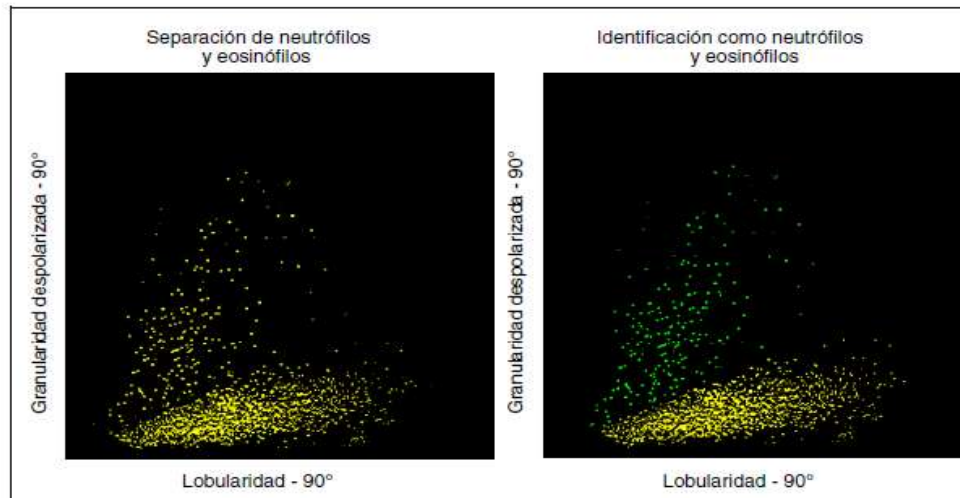 Separación de neutrófilos
y eosinófilos
Granularidad despolarizada - 90°
Lobularidad - 90°
Identificación como neutrófilos
y eosinófilos
Granularidad despolarizada - 90°
Lobularidad - 90°